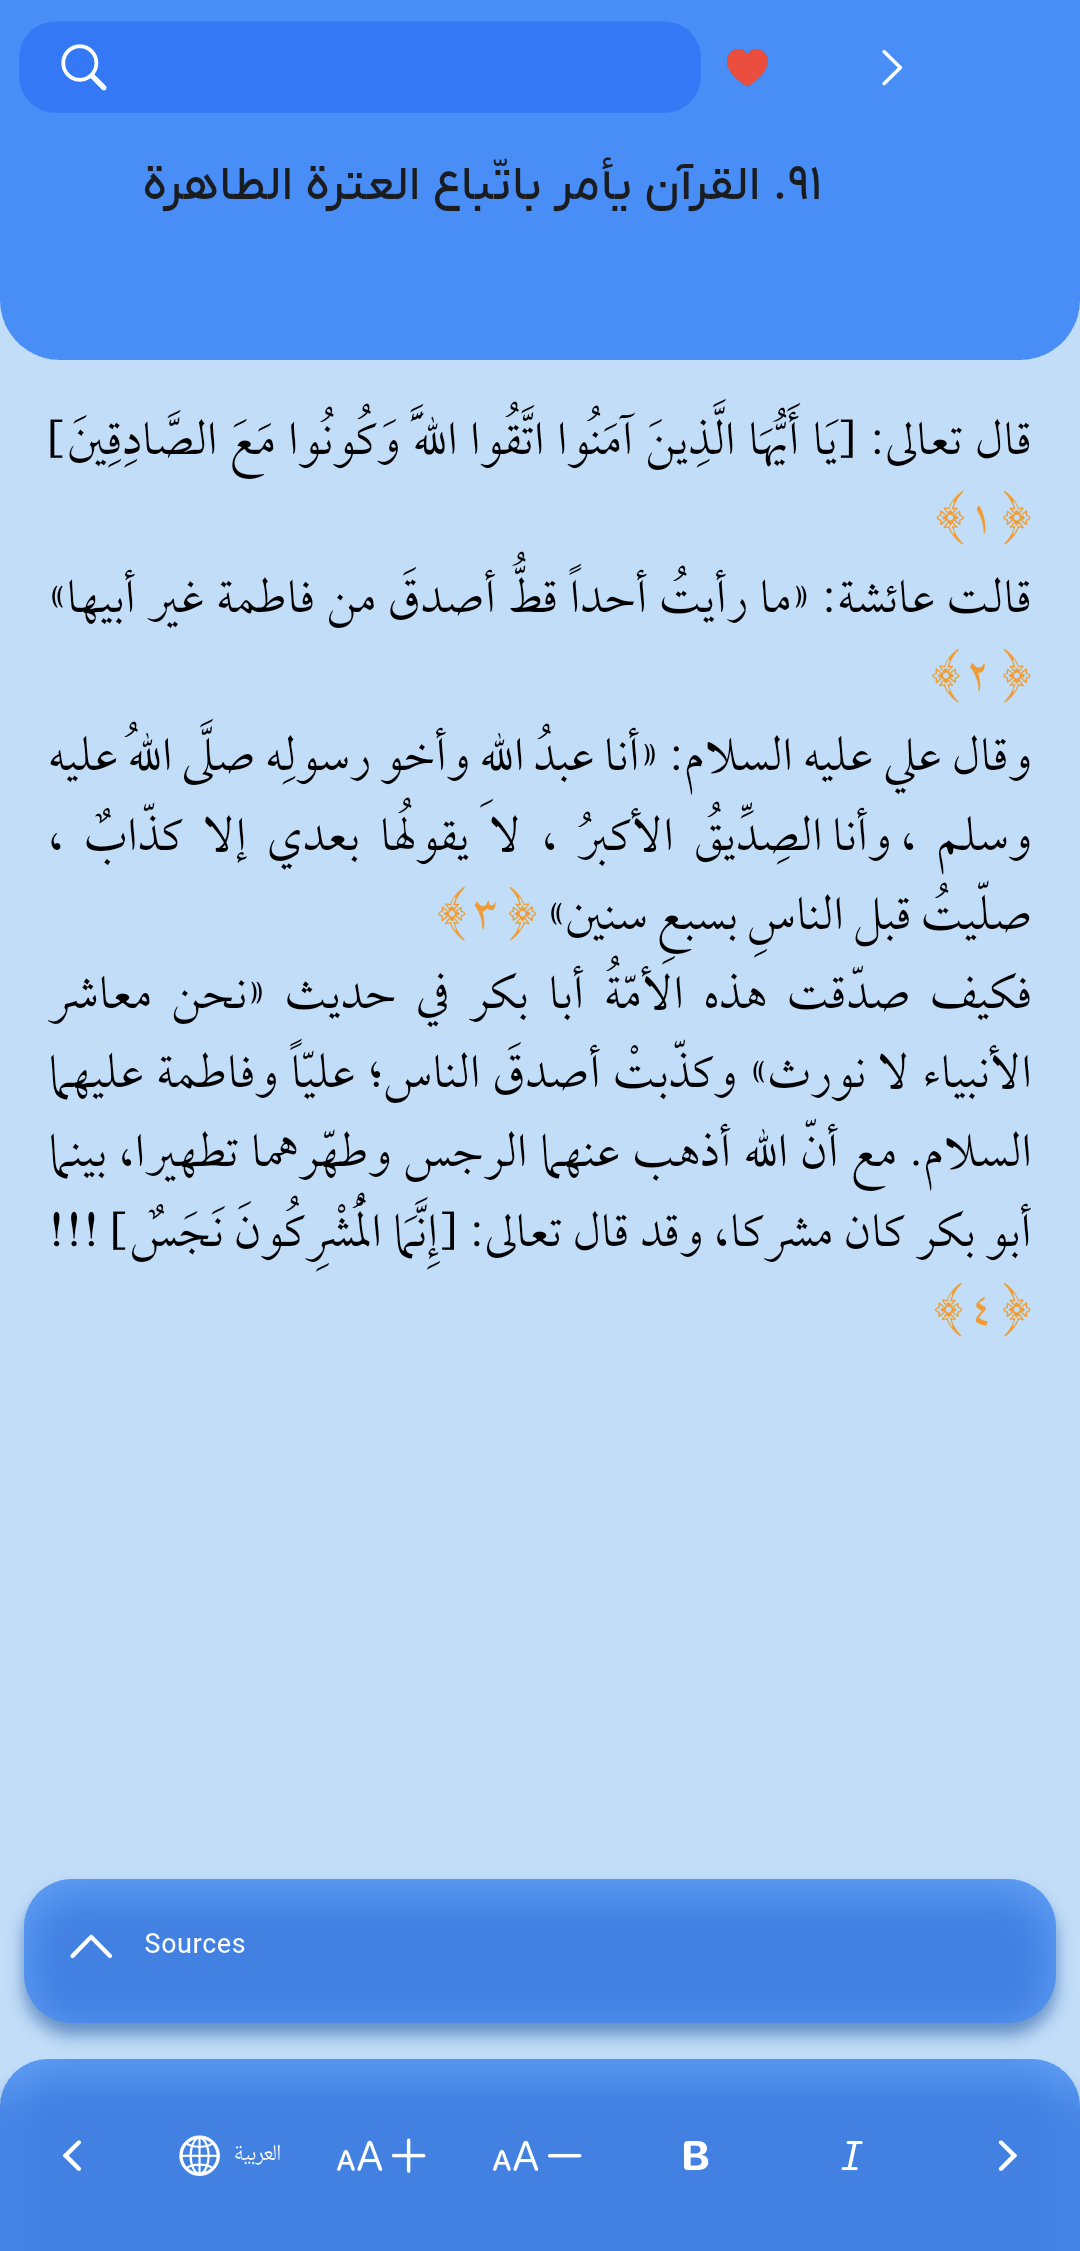 ٩١. القرآن يأمر باتّباع العترة الطاهرة
قال تعالى: [يَا أَيُّهَا الَّذِينَ آمَنُوا اتَّقُوا اللَّهَ وَكُونُوا مَعَ الصَّادِقِينَ]
﴿١﴾
قالت عائشة: «ما رأيتُ أحداً قطُّ أصدقَ من فاطمة غير أبيها»
﴿٢﴾
وقال علي عليه السلام: «أنا عبدُ الله وأخو رسولِه صلَّى اللهُ عليه
وسلم ، وأنا الصِدِّيقُ الأكبرُ ، لاَ يقولُها بعدي إلا كذّابٌ ،
صلّيتُ قبل الناسِ بسبعِ سنين» ﴿٣﴾
فكيف صدّقت هذه الأمّةُ أبا بكر في حديث «نحن معاشر
الأنبياء لا نورث» وكذّبتْ أصدقَ الناس؛ عليّاً وفاطمة عليهما
السلام. مع أنّ الله أذهب عنهما الرجس وطهّرهما تطهيرا، بينما
أبو بكر كان مشركا، وقد قال تعالى: [إِنَّمَا الْمُشْرِكُونَ نَجَسٌ] !!!
﴿٤﴾
Sources
العربية
AA+
AA−
B
I